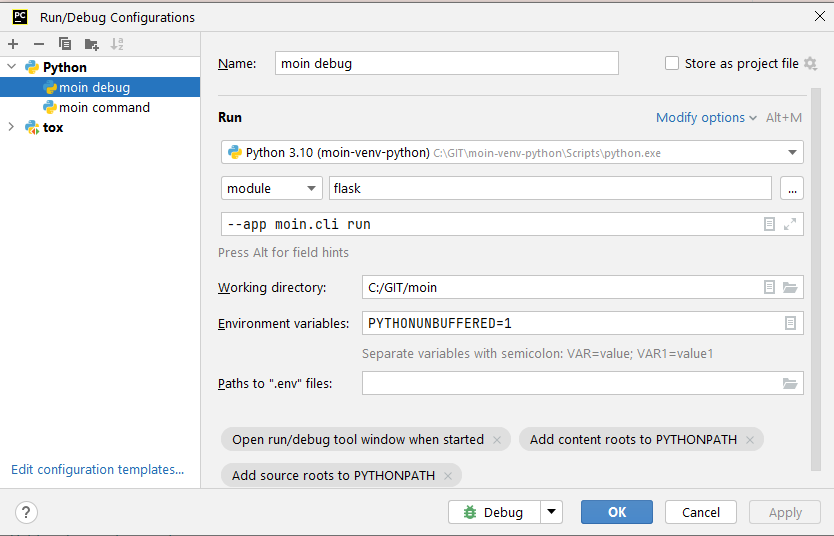 PC Run/Debug Configurations
Python
moin debug
moin command
tox
Edit configuration templates...
Name: moin debug Store as project file
Run Modify options Alt+M
Python 3.10 (moin-venv-python) C:\GIT\moin-venv-python\Scripts\python.exe
module flask ...
--app moin.cli run
Press Alt for field hints
Working directory: C:/GIT/moin
Environment variables: PYTHONUNBUFFERED=1
Separate variables with semicolon: VAR=value; VAR1=value1
Paths to ".env" files:
Open run/debug tool window when started × Add content roots to PYTHONPATH ×
Add source roots to PYTHONPATH ×
? Debug OK Cancel Apply